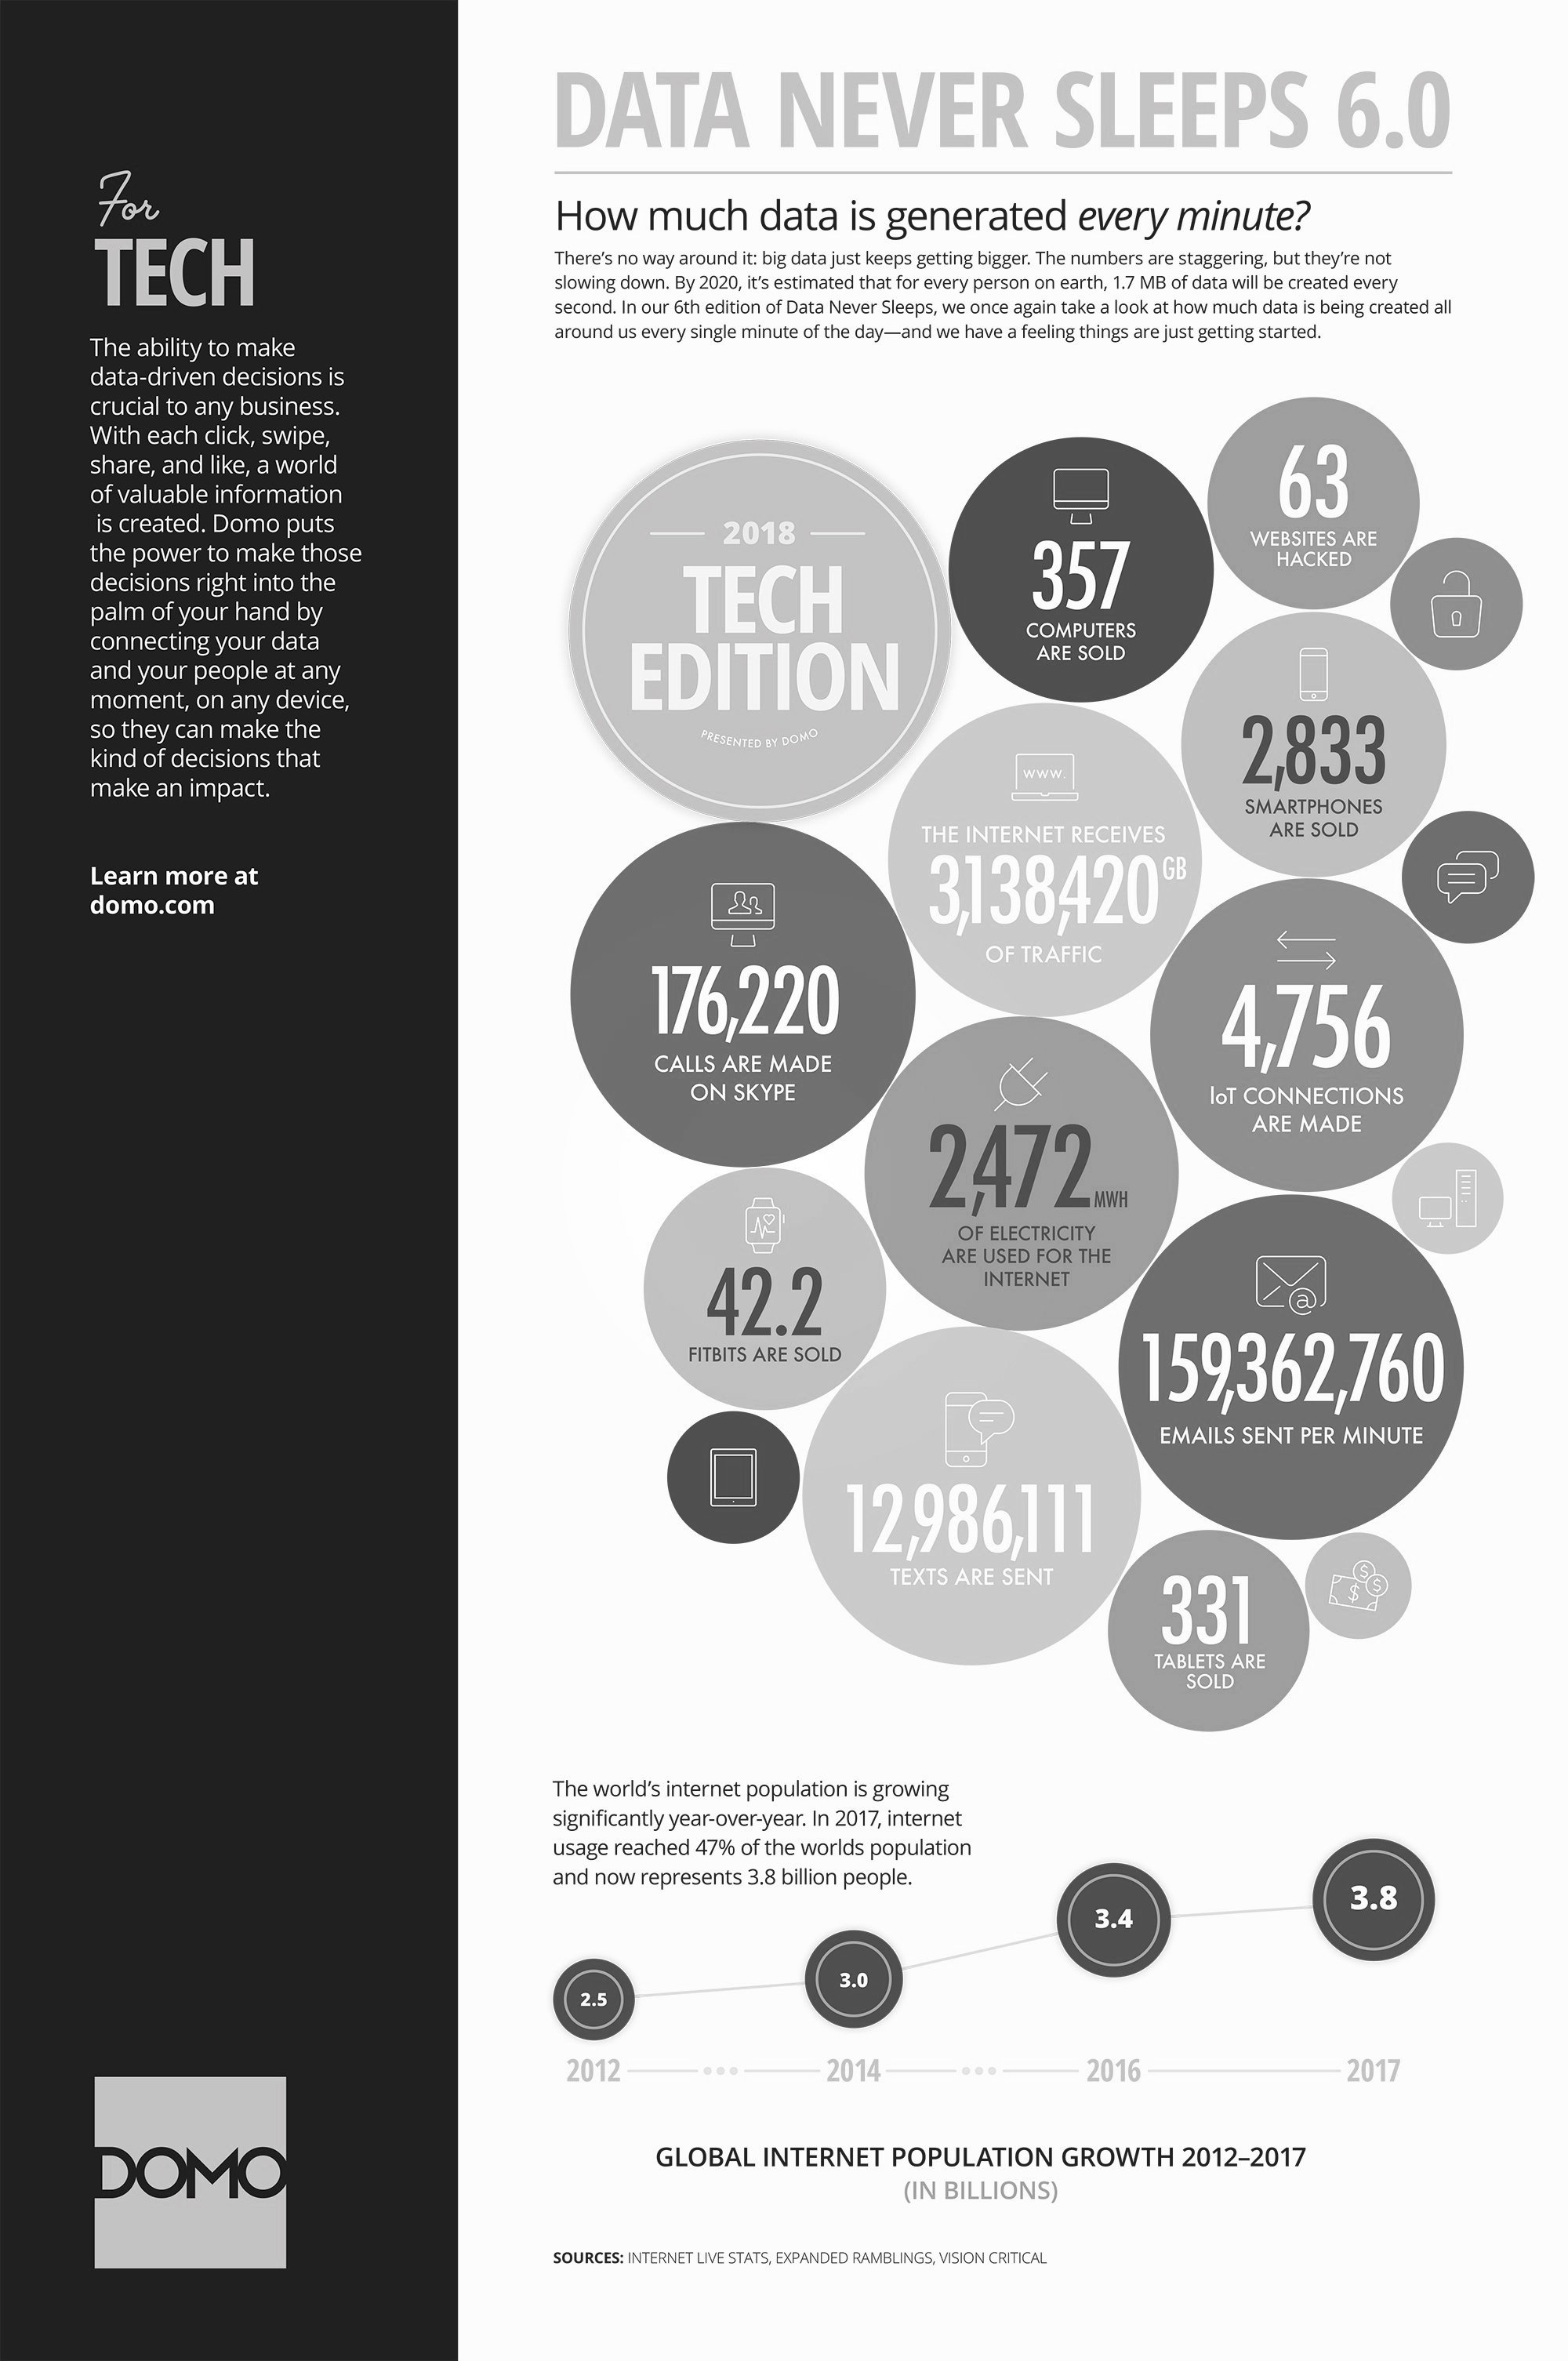 For
TECH
The ability to make
data-driven decisions is
crucial to any business.
With each click, swipe,
share, and like, a world
of valuable information
is created. Domo puts
the power to make those
decisions right into the
palm of your hand by
connecting your data
and your people at any
moment, on any device,
so they can make the
kind of decisions that
make an impact.
Learn more at
domo.com
DOMO
DATA NEVER SLEEPS 6.0
How much data is generated every minute?
There's no way around it: big data just keeps getting bigger. The numbers are staggering, but they're not
slowing down. By 2020, it's estimated that for every person on earth, 1.7 MB of data will be created every
second. In our 6th edition of Data Never Sleeps, we once again take a look at how much data is being created all
around us every single minute of the day—and we have a feeling things are just getting started.
2018
TECH
EDITION
PRESENTED BY DOMO
357
COMPUTERS
ARE SOLD
63
WEBSITES ARE
HACKED
2,833
SMARTPHONES
ARE SOLD
www.
THE INTERNET RECEIVES
3,138,420 GB
OF TRAFFIC
176,220
CALLS ARE MADE
ON SKYPE
4,756
IoT CONNECTIONS
ARE MADE
2,472 MWH
OF ELECTRICITY
ARE USED FOR THE
INTERNET
42.2
FITBITS ARE SOLD
@
159,362,760
EMAILS SENT PER MINUTE
12,986,111
TEXTS ARE SENT
331
TABLETS ARE
SOLD
$ $ $
The world's internet population is growing
significantly year-over-year. In 2017, internet
usage reached 47% of the worlds population
and now represents 3.8 billion people.
2.5
3.0
3.4
3.8
2012 2014 2016 2017
GLOBAL INTERNET POPULATION GROWTH 2012–2017
(IN BILLIONS)
SOURCES: INTERNET LIVE STATS, EXPANDED RAMBLINGS, VISION CRITICAL